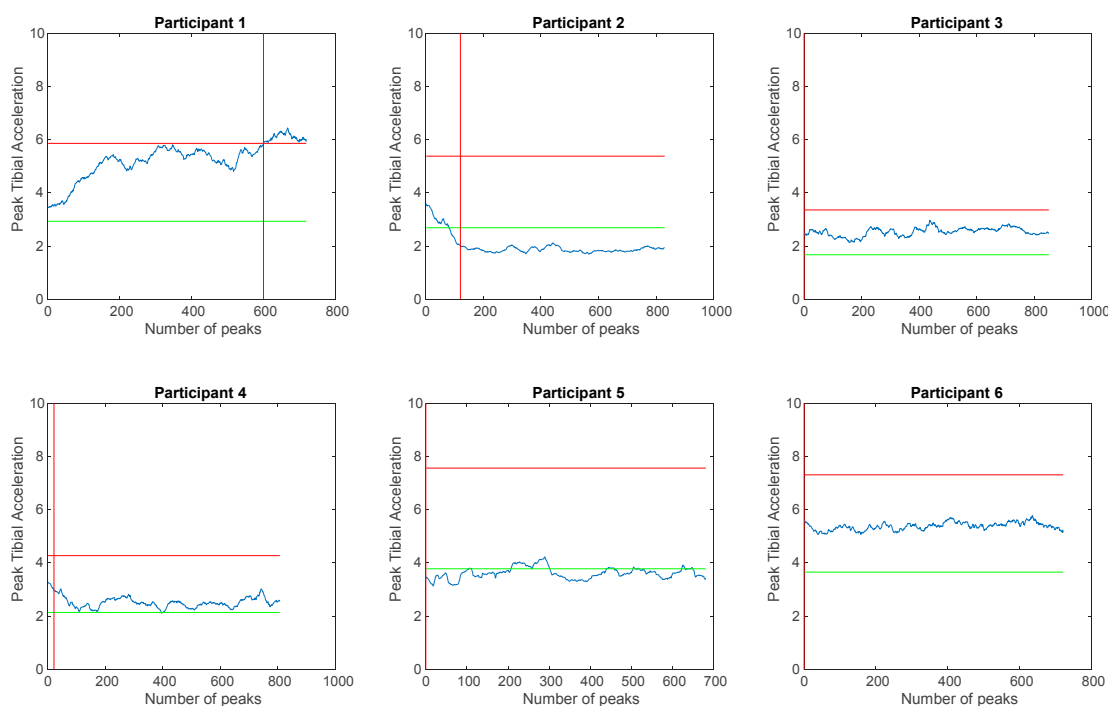 Participant 1
Peak Tibial Acceleration
10
8
6
4
2
0
0 200 400 600 800
Number of peaks
Participant 2
Peak Tibial Acceleration
10
8
6
4
2
0
0 200 400 600 800 1000
Number of peaks
Participant 3
Peak Tibial Acceleration
10
8
6
4
2
0
0 200 400 600 800 1000
Number of peaks
Participant 4
Peak Tibial Acceleration
10
8
6
4
2
0
0 200 400 600 800 1000
Number of peaks
Participant 5
Peak Tibial Acceleration
10
8
6
4
2
0
0 100 200 300 400 500 600 700
Number of peaks
Participant 6
Peak Tibial Acceleration
10
8
6
4
2
0
0 200 400 600 800
Number of peaks